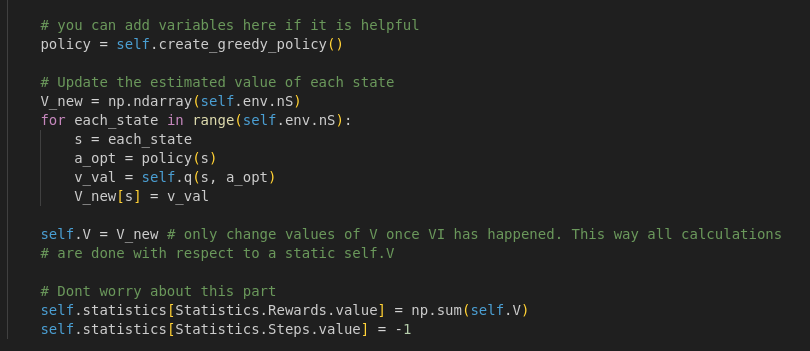 # you can add variables here if it is helpful
policy = self.create_greedy_policy()
# Update the estimated value of each state
V_new = np.ndarray(self.env.nS)
for each_state in range(self.env.nS):
s = each_state
a_opt = policy(s)
v_val = self.q(s, a_opt)
V_new[s] = v_val
self.V = V_new # only change values of V once VI has happened. This way all calculations
# are done with respect to a static self.V
# Dont worry about this part
self.statistics[Statistics.Rewards.value] = np.sum(self.V)
self.statistics[Statistics.Steps.value] = -1